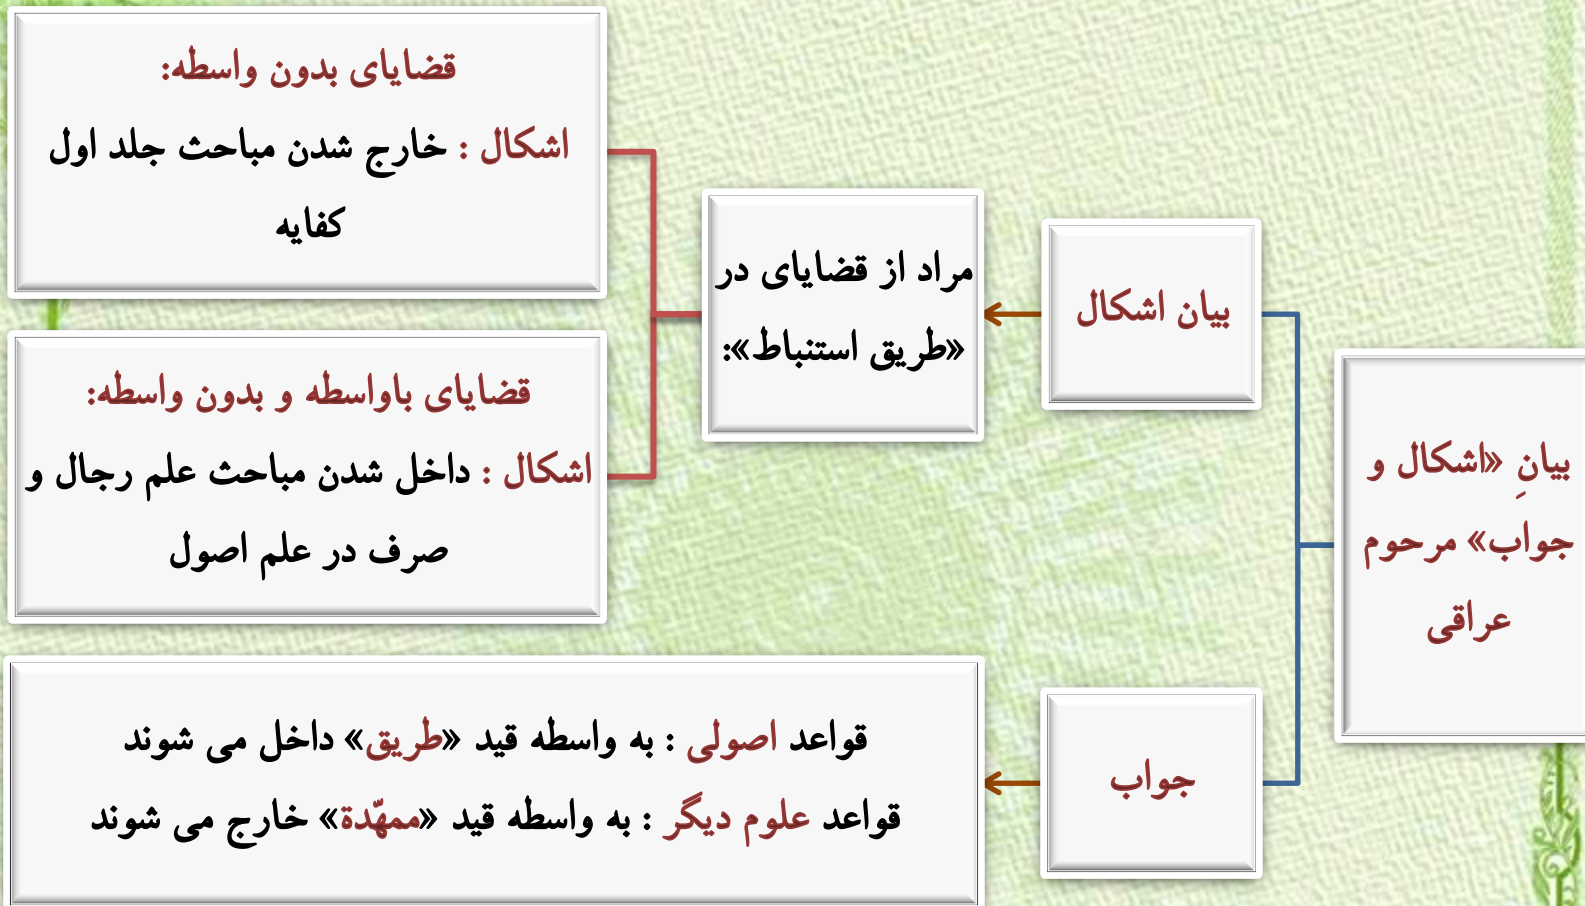 بیانِ «اشکال و
جواب» مرحوم
عراقی
بیان اشکال
مراد از قضایای در
«طریق استنباط»:
قضایای بدون واسطه:
اشکال : خارج شدن مباحث جلد اول
کفایه
قضایای باواسطه و بدون واسطه:
اشکال : داخل شدن مباحث علم رجال و
صرف در علم اصول
جواب
قواعد اصولی : به واسطه قید «طریق» داخل می شوند
قواعد علوم دیگر : به واسطه قید «ممهّدة» خارج می شوند